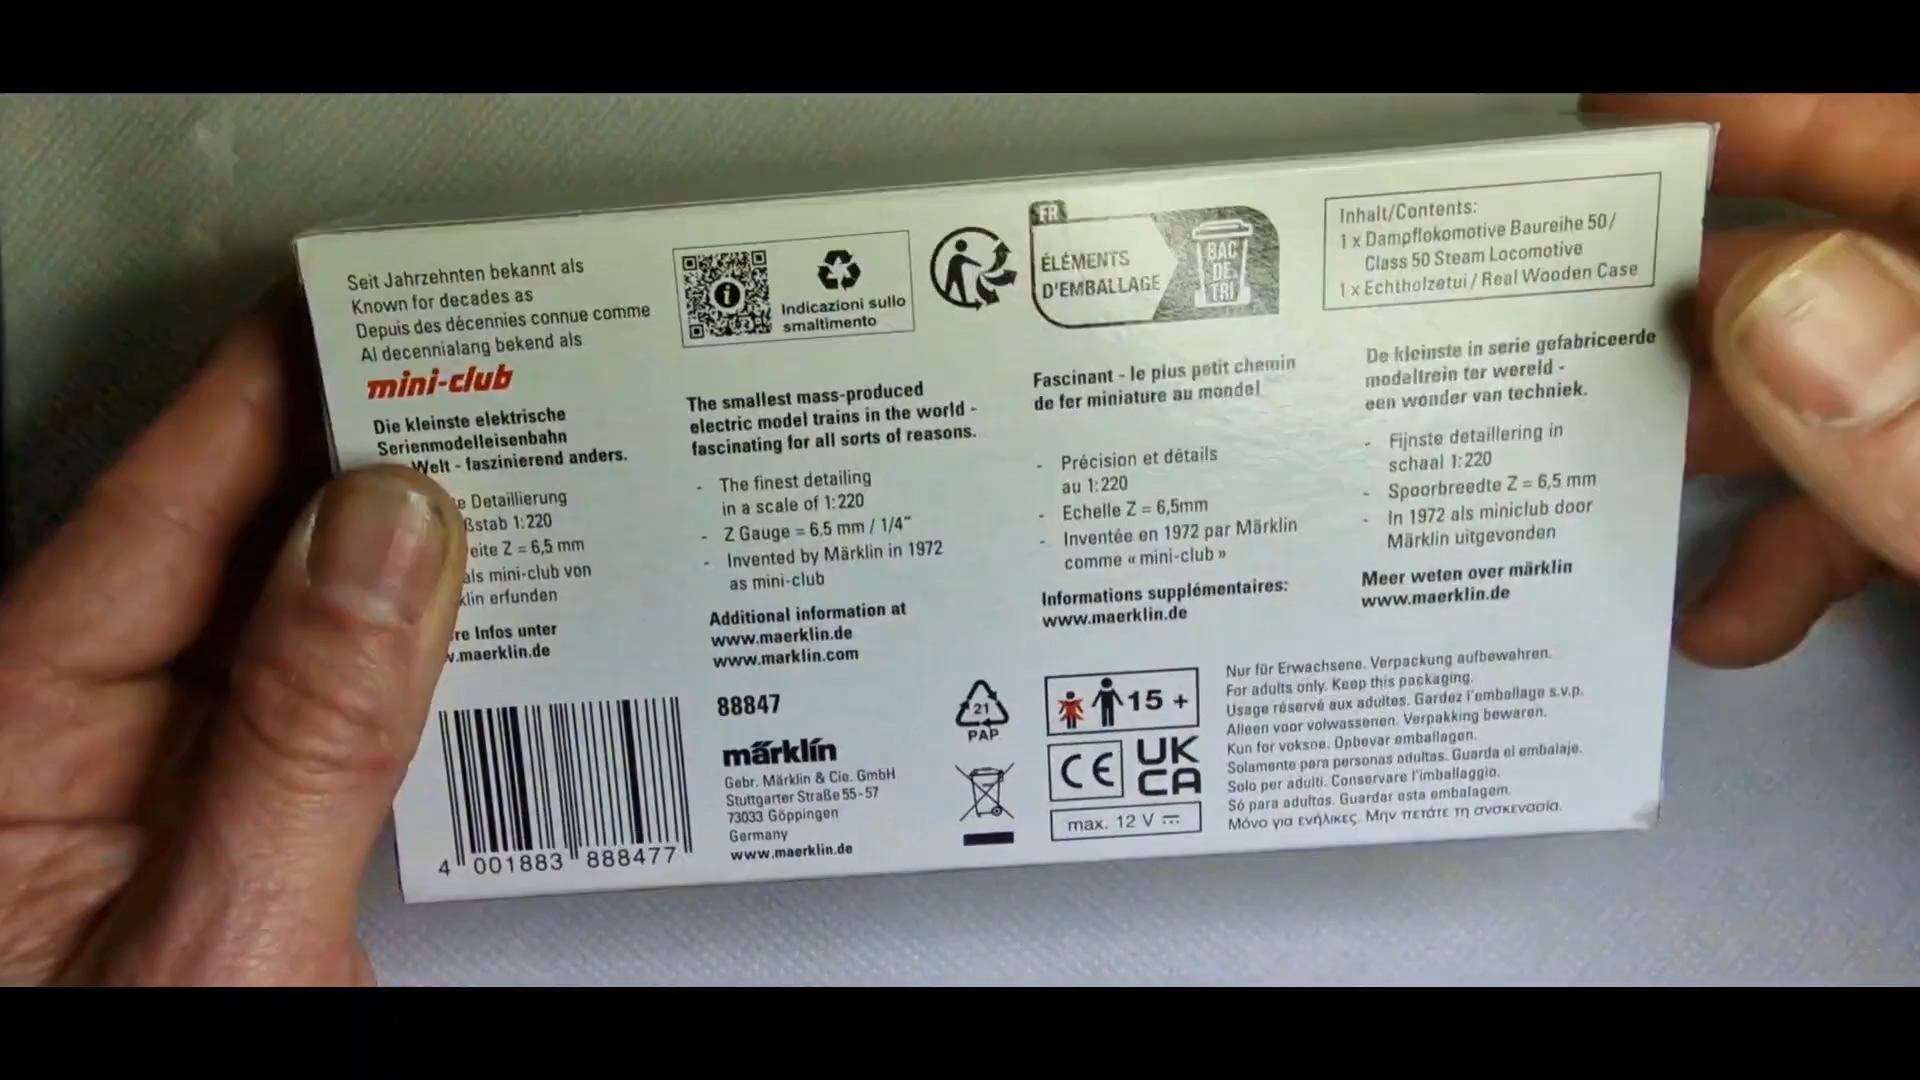 Seit Jahrzehnten bekannt als
Known for decades as
Depuis des décennies connue comme
Al decennialang bekend als
mini-club
Die kleinste elektrische
Serienmodelleisenbahn
Welt - faszinierend anders.
e Detaillierung
ßstab 1:220
eite Z = 6,5 mm
als mini-club von
klin erfunden
re Infos unter
v.maerklin.de
4 001883 888477
i
Indicazioni sullo
smaltimento
The smallest mass-produced
electric model trains in the world -
fascinating for all sorts of reasons.
- The finest detailing
in a scale of 1:220
- Z Gauge = 6.5 mm / 1/4"
- Invented by Märklin in 1972
as mini-club
Additional information at
www.maerklin.de
www.marklin.com
88847
märklin
Gebr. Märklin & Cie. GmbH
Stuttgarter Straße 55-57
73033 Göppingen
Germany
www.maerklin.de
FR
ÉLÉMENTS
D'EMBALLAGE
BAC
DE
TRI
Fascinant - le plus petit chemin
de fer miniature au mondel
- Précision et détails
au 1:220
- Echelle Z = 6,5mm
- Inventée en 1972 par Märklin
comme « mini-club »
Informations supplémentaires:
www.maerklin.de
21
PAP
15 +
CE
UK
CA
max. 12 V
Inhalt/Contents:
1 x Dampflokomotive Baureihe 50/
Class 50 Steam Locomotive
1 x Echtholzetui / Real Wooden Case
De kleinste in serie gefabriceerde
modeltrein ter wereld -
een wonder van techniek.
- Fijnste detaillering in
schaal 1:220
- Spoorbreedte Z = 6,5 mm
- In 1972 als miniclub door
Märklin uitgevonden
Meer weten over märklin
www.maerklin.de
Nur für Erwachsene. Verpackung aufbewahren.
For adults only. Keep this packaging.
Usage réservé aux adultes. Gardez l'emballage s.v.p.
Alleen voor volwassenen. Verpakking bewaren.
Kun for voksne. Opbevar emballagen.
Solamente para personas adultas. Guarda el embalaje.
Solo per adulti. Conservare l'imballaggio.
Só para adultos. Guardar esta embalagem.
Μόνο για ενήλικες. Μην πετάτε τη συσκευασία.